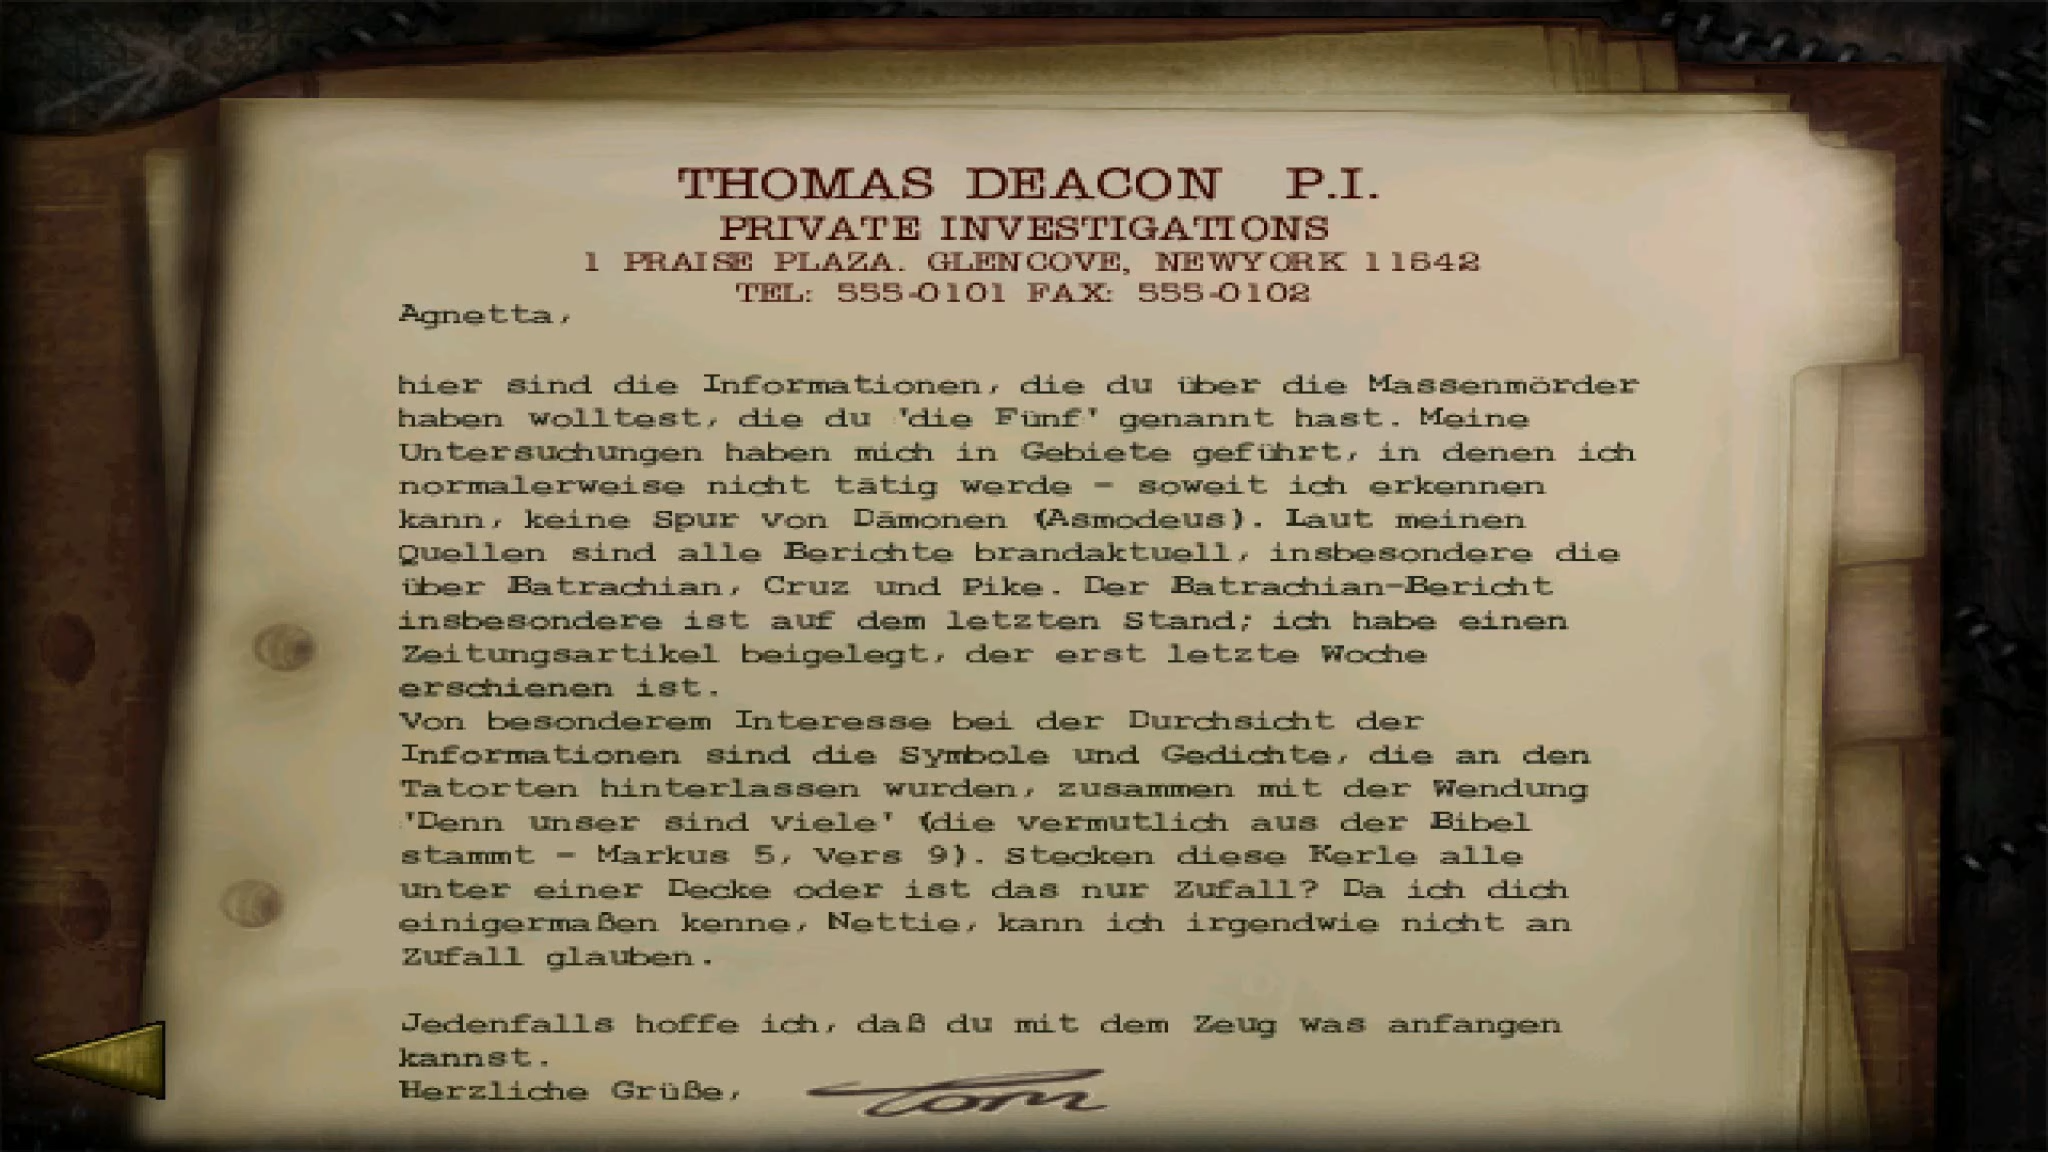 THOMAS DEACON P.I.
PRIVATE INVESTIGATIONS
1 PRAISE PLAZA. GLENCOVE, NEWYORK 11542
TEL: 555-0101 FAX: 555-0102
Agnetta,
hier sind die Informationen, die du über die Massenmörder
haben wolltest, die du 'die Fünf' genannt hast. Meine
Untersuchungen haben mich in Gebiete geführt, in denen ich
normalerweise nicht tätig werde - soweit ich erkennen
kann, keine Spur von Dämonen (Asmodeus). Laut meinen
Quellen sind alle Berichte brandaktuell, insbesondere die
über Batrachian, Cruz und Pike. Der Batrachian-Bericht
insbesondere ist auf dem letzten Stand; ich habe einen
Zeitungsartikel beigelegt, der erst letzte Woche
erschienen ist.
Von besonderem Interesse bei der Durchsicht der
Informationen sind die Symbole und Gedichte, die an den
Tatorten hinterlassen wurden, zusammen mit der Wendung
'Denn unser sind viele' (die vermutlich aus der Bibel
stammt - Markus 5, Vers 9). Stecken diese Kerle alle
unter einer Decke oder ist das nur Zufall? Da ich dich
einigermaßen kenne, Nettie, kann ich irgendwie nicht an
Zufall glauben.
Jedenfalls hoffe ich, daß du mit dem Zeug was anfangen
kannst.
Herzliche Grüße, Tom